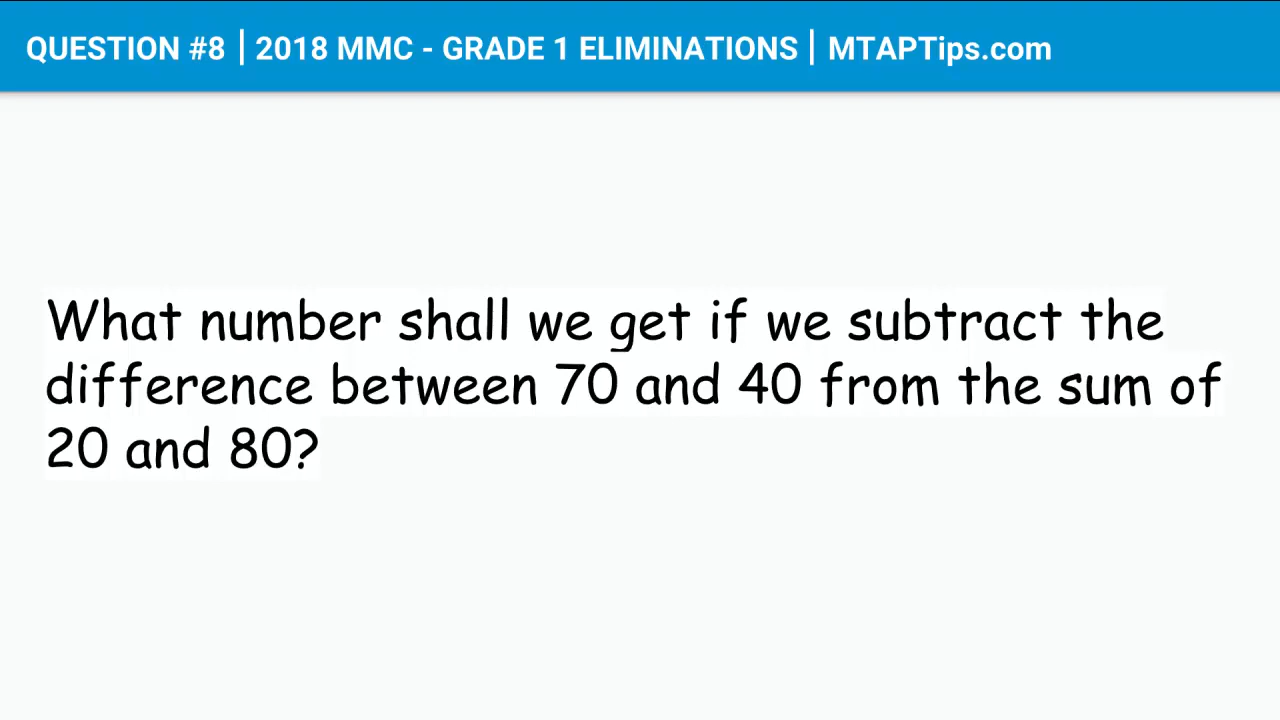 QUESTION #8 | 2018 MMC - GRADE 1 ELIMINATIONS | MTAPTips.com
What number shall we get if we subtract the
difference between 70 and 40 from the sum of
20 and 80?